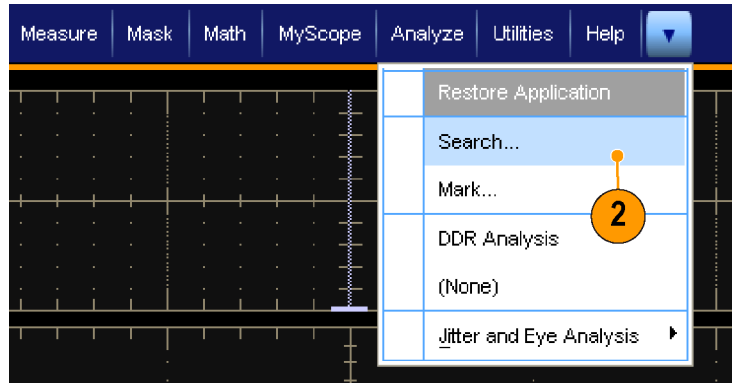 Measure Mask Math MyScope Analyze Utilities Help
Restore Application
Search...
Mark...
2
DDR Analysis
(None)
Jitter and Eye Analysis